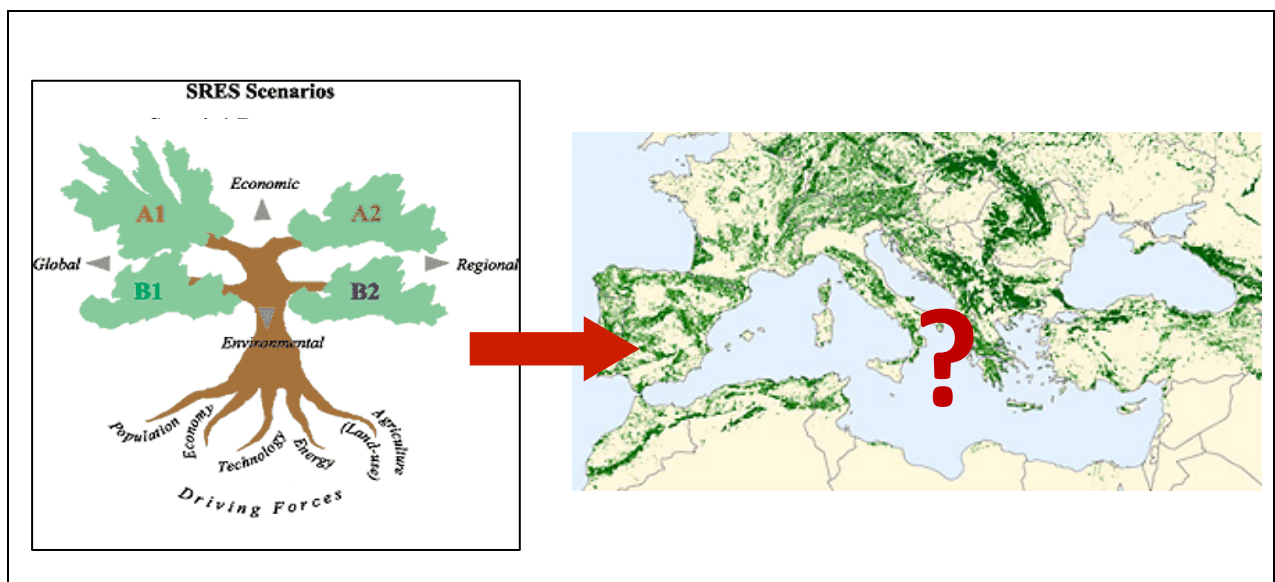 SRES Scenarios
Economic
A1
A2
Global
Regional
B1
B2
Environmental
Population
Economy
Technology
Energy
Agriculture
(Land-use)
Driving Forces
?